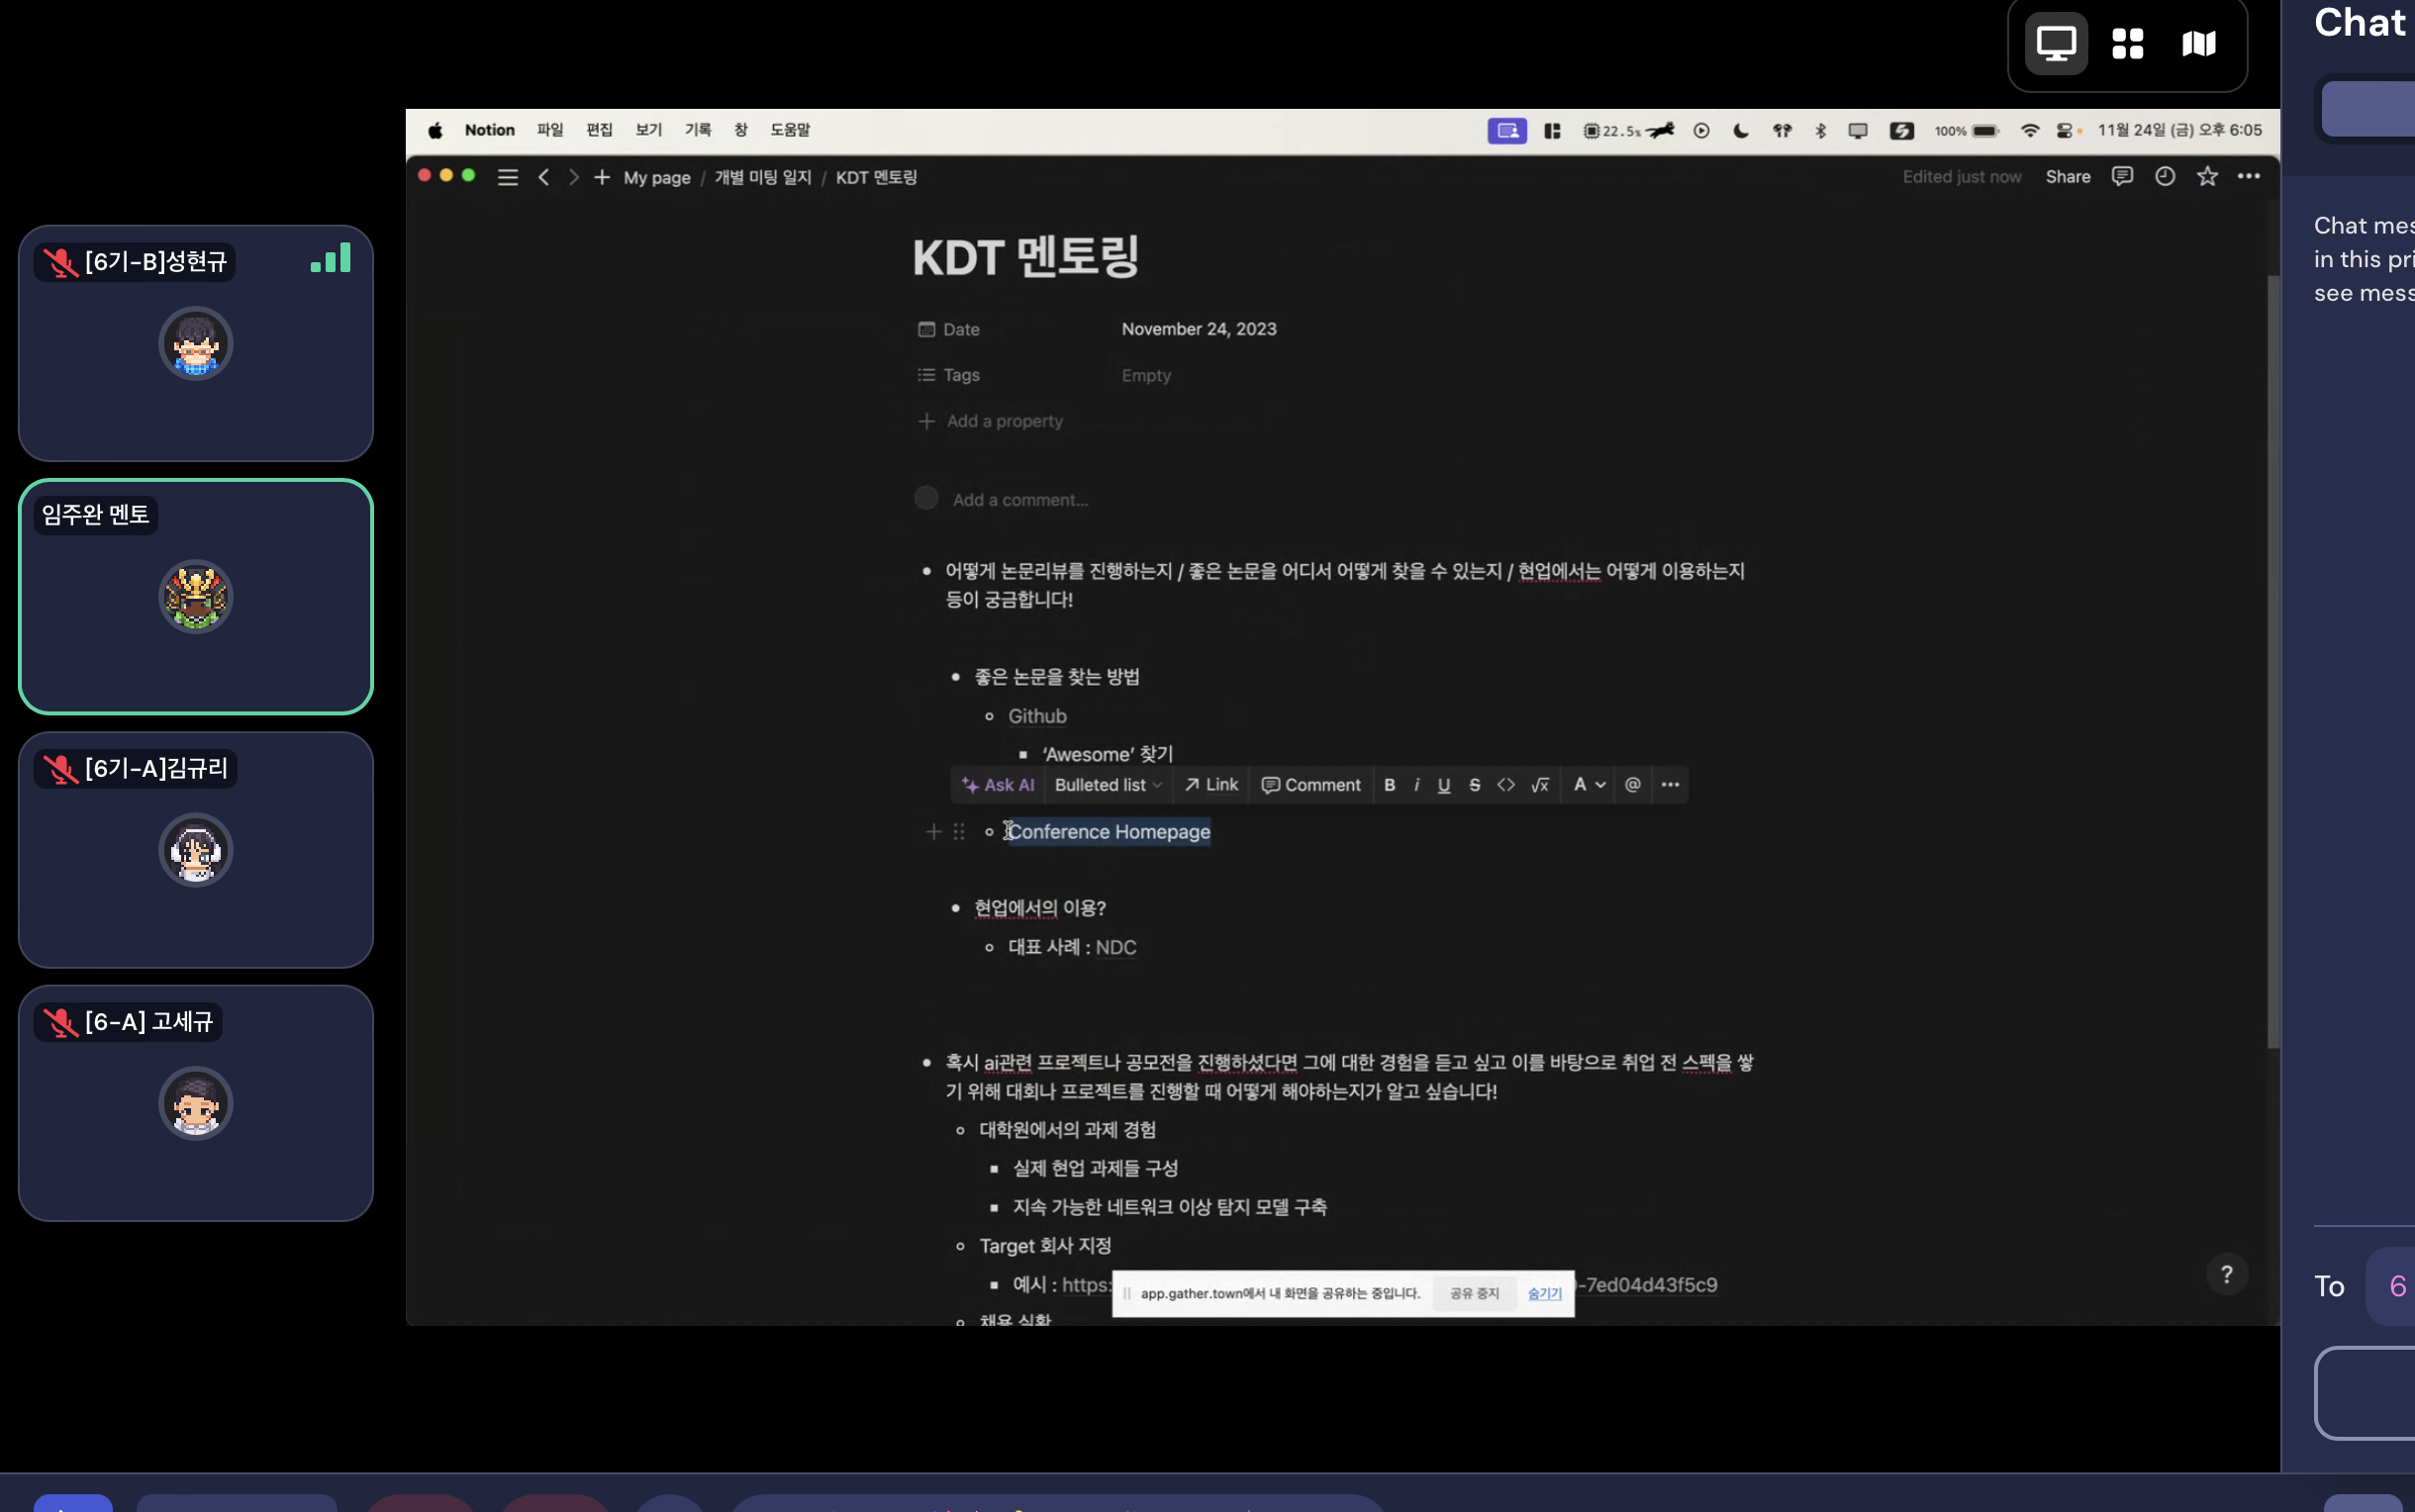 Chat
Notion 파일 편집 보기 기록 창 도움말 22.5% 100% 11월 24일 (금) 오후 6:05
My page / 개별 미팅 일지 / KDT 멘토링 Edited just now Share
Chat mes
in this pri
see mess
[6기-B]성현규
임주완 멘토
[6기-A]김규리
[6-A] 고세규
KDT 멘토링
Date November 24, 2023
Tags Empty
Add a property
Add a comment...
어떻게 논문리뷰를 진행하는지 / 좋은 논문을 어디서 어떻게 찾을 수 있는지 / 현업에서는 어떻게 이용하는지
등이 궁금합니다!
좋은 논문을 찾는 방법
Github
‘Awesome’ 찾기
Ask AI Bulleted list Link Comment B i U S <> √x A @ •••
Conference Homepage
현업에서의 이용?
대표 사례 : NDC
혹시 ai관련 프로젝트나 공모전을 진행하셨다면 그에 대한 경험을 듣고 싶고 이를 바탕으로 취업 전 스펙을 쌓
기 위해 대회나 프로젝트를 진행할 때 어떻게 해야하는지가 알고 싶습니다!
대학원에서의 과제 경험
실제 현업 과제들 구성
지속 가능한 네트워크 이상 탐지 모델 구축
Target 회사 지정
예시 : https: -7ed04d43f5c9
app.gather.town에서 내 화면을 공유하는 중입니다. 공유 중지 숨기기
채용 실황
?
To 6